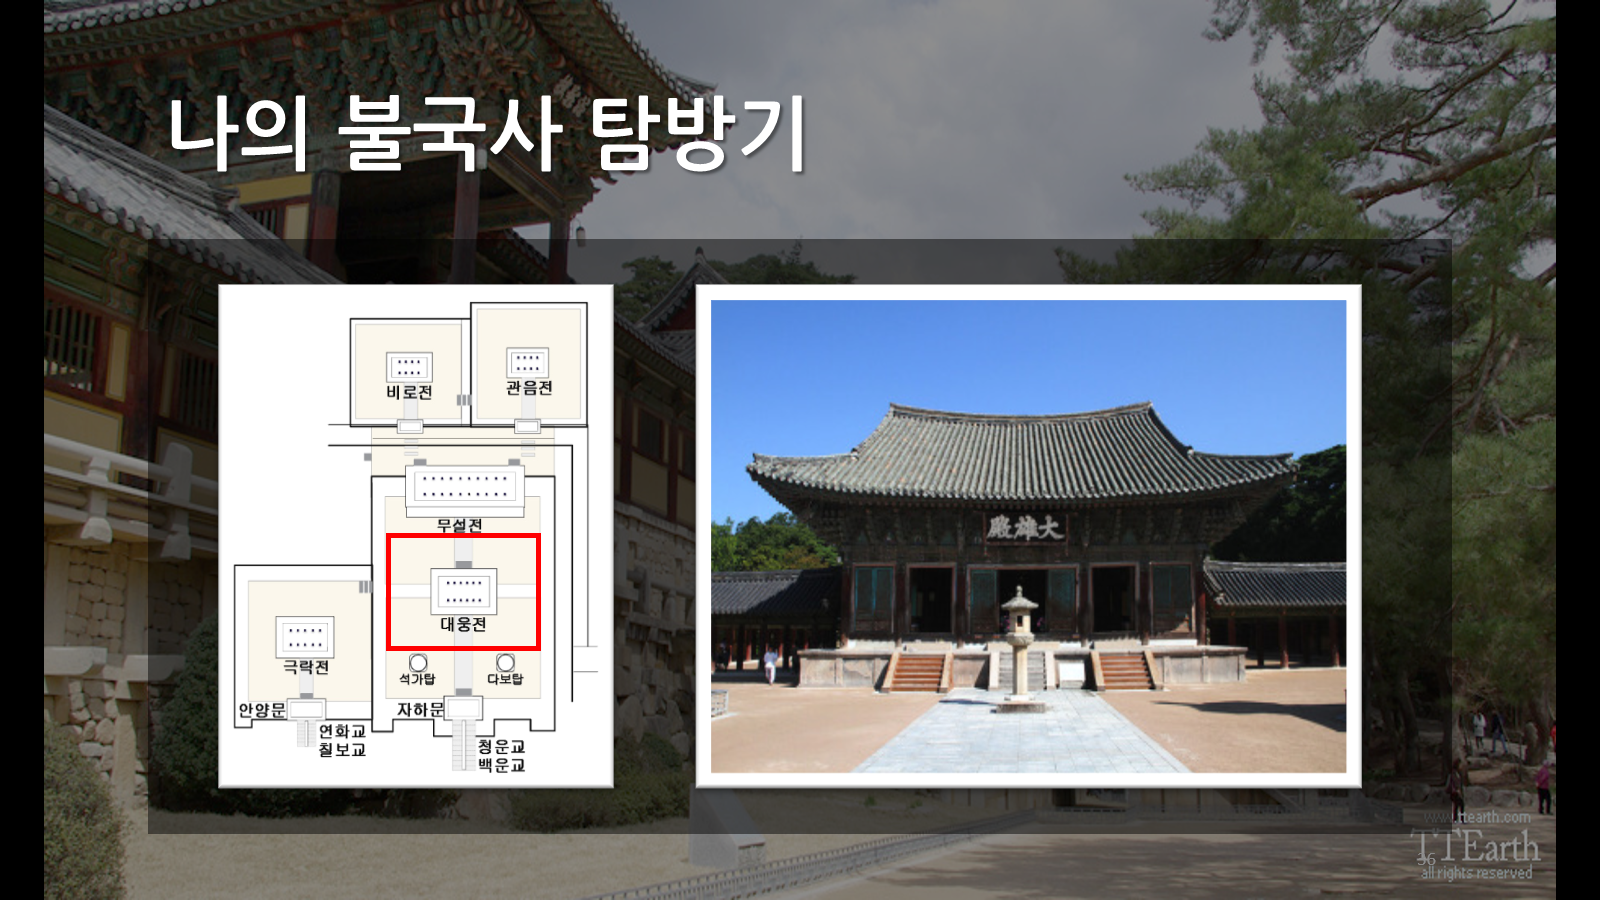 나의 불국사 탐방기
비로전
관음전
무설전
대웅전
극락전
석가탑
다보탑
안양문
자하문
연화교
칠보교
청운교
백운교
殿雄大
www.ttearth.com
TTEarth
36
all rights reserved